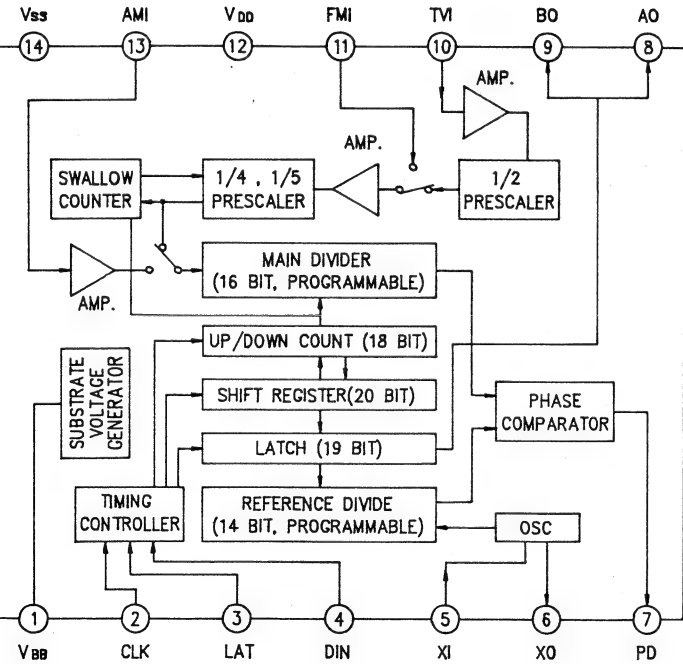 Vss AMI VDD FMI TVI BO AO
14 13 12 11 10 9 8
AMP.
AMP.
SWALLOW
COUNTER
1/4 , 1/5
PRESCALER
1/2
PRESCALER
MAIN DIVIDER
(16 BIT, PROGRAMMABLE)
AMP.
UP/DOWN COUNT (18 BIT)
SUBSTRATE
VOLTAGE
GENERATOR
SHIFT REGISTER(20 BIT)
PHASE
COMPARATOR
LATCH (19 BIT)
TIMING
CONTROLLER
REFERENCE DIVIDE
(14 BIT, PROGRAMMABLE)
OSC
1 2 3 4 5 6 7
VBB CLK LAT DIN XI XO PD